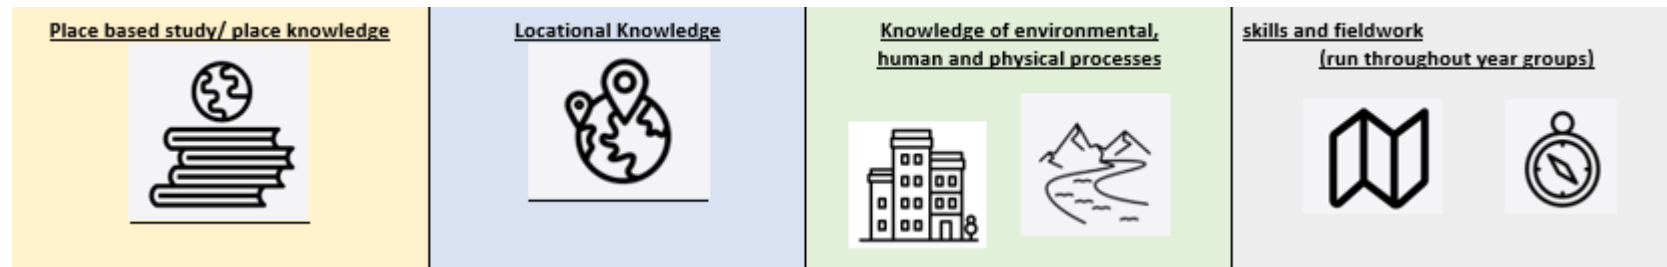 Place based study/ place knowledge
Locational Knowledge
Knowledge of environmental,
human and physical processes
skills and fieldwork
(run throughout year groups)